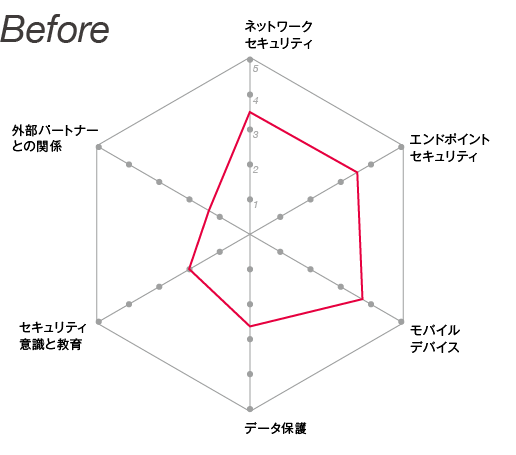 Before
ネットワーク
セキュリティ
5
4
3
2
1
外部パートナー
との関係
エンドポイント
セキュリティ
セキュリティ
意識と教育
モバイル
デバイス
データ保護